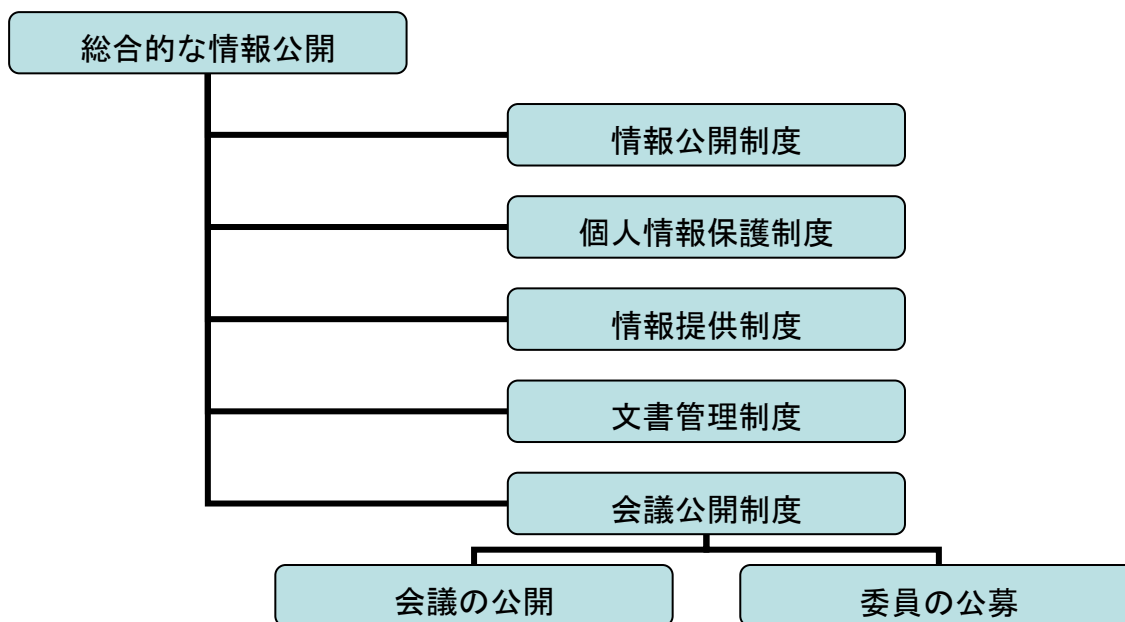 総合的な情報公開
情報公開制度
個人情報保護制度
情報提供制度
文書管理制度
会議公開制度
会議の公開
委員の公募